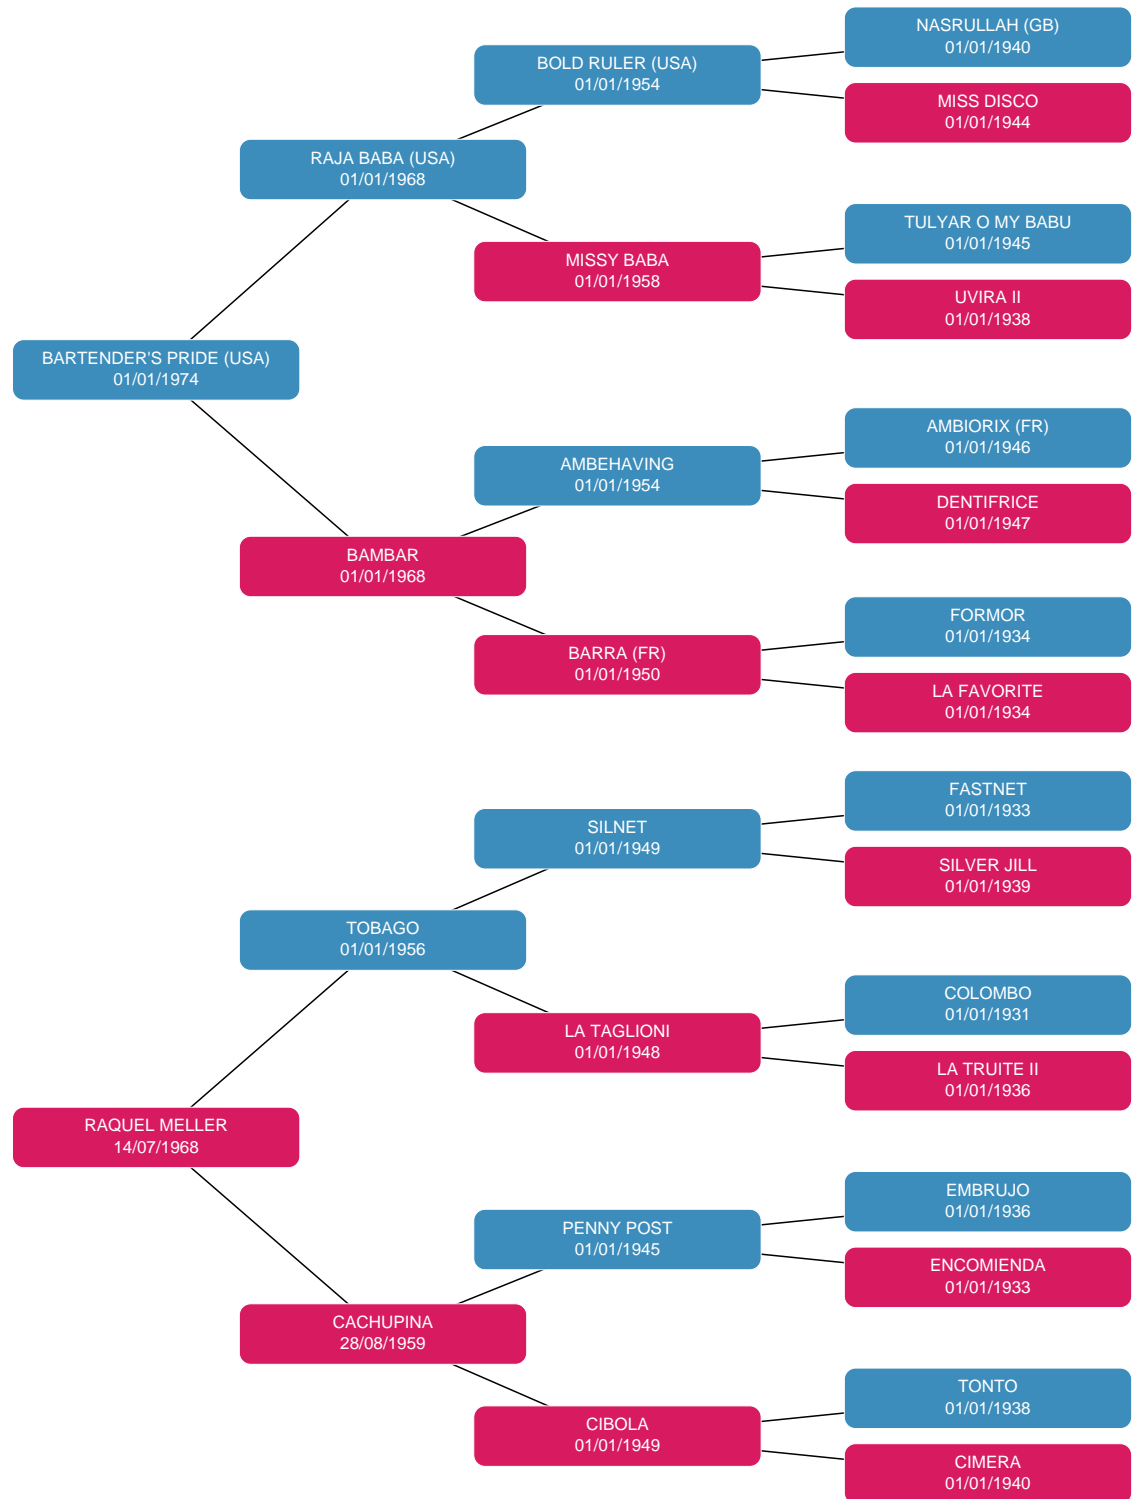 NASRULLAH (GB)
01/01/1940
BOLD RULER (USA)
01/01/1954
MISS DISCO
01/01/1944
RAJA BABA (USA)
01/01/1968
TULYAR O MY BABU
01/01/1945
MISSY BABA
01/01/1958
UVIRA II
01/01/1938
BARTENDER'S PRIDE (USA)
01/01/1974
AMBIORIX (FR)
01/01/1946
AMBEHAVING
01/01/1954
DENTIFRICE
01/01/1947
BAMBAR
01/01/1968
FORMOR
01/01/1934
BARRA (FR)
01/01/1950
LA FAVORITE
01/01/1934
FASTNET
01/01/1933
SILNET
01/01/1949
SILVER JILL
01/01/1939
TOBAGO
01/01/1956
COLOMBO
01/01/1931
LA TAGLIONI
01/01/1948
LA TRUITE II
01/01/1936
RAQUEL MELLER
14/07/1968
EMBRUJO
01/01/1936
PENNY POST
01/01/1945
ENCOMIENDA
01/01/1933
CACHUPINA
28/08/1959
TONTO
01/01/1938
CIBOLA
01/01/1949
CIMERA
01/01/1940